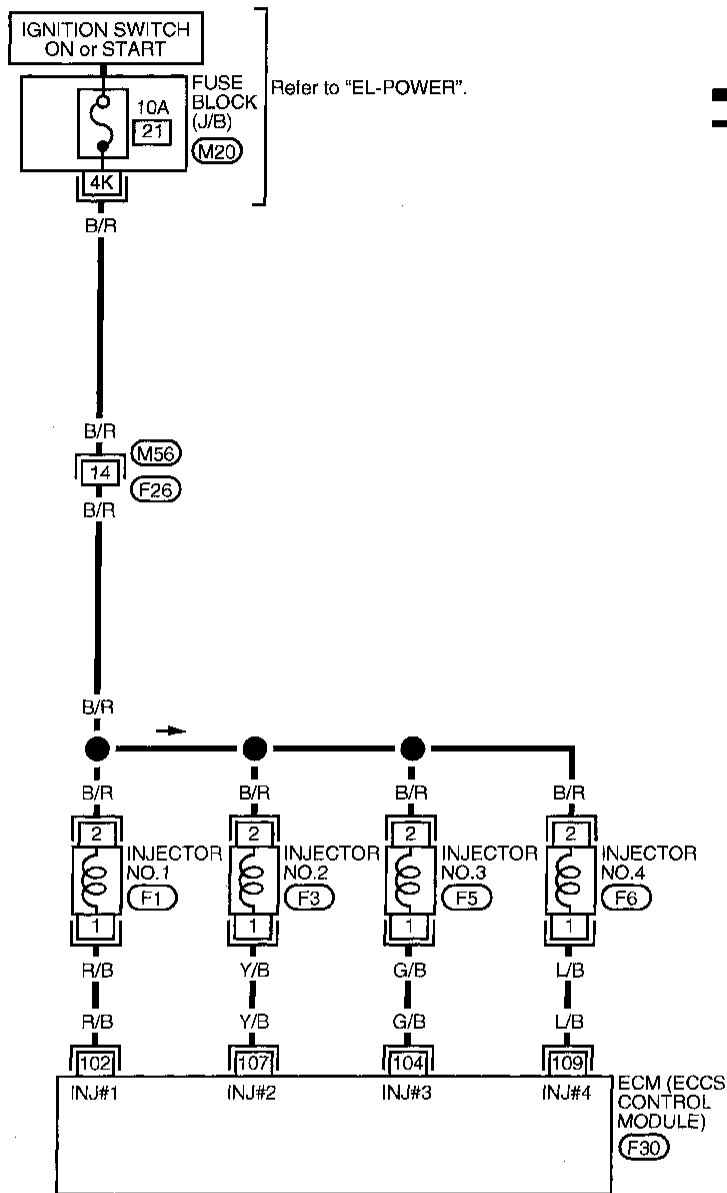 IGNITION SWITCH
ON or START
FUSE
BLOCK
(J/B)
Refer to "EL-POWER".
10A
21
M20
4K
B/R
B/R
M56
14
F26
B/R
B/R
B/R B/R B/R B/R
2 2 2 2
INJECTOR
NO.1
F1
INJECTOR
NO.2
F3
INJECTOR
NO.3
F5
INJECTOR
NO.4
F6
1 1 1 1
R/B Y/B G/B L/B
R/B Y/B G/B L/B
102 107 104 109
INJ#1 INJ#2 INJ#3 INJ#4
ECM (ECCS
CONTROL
MODULE)
F30